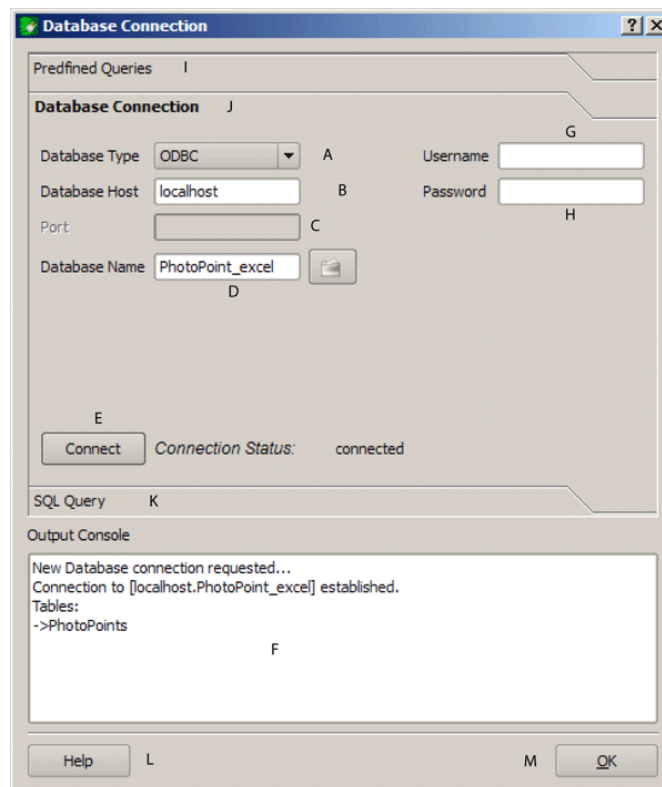 Database Connection
Predfined Queries I
Database Connection J
G
Database Type ODBC A Username
Database Host localhost B Password
H
Port C
Database Name PhotoPoint_excel
D
E
Connect Connection Status: connected
SQL Query K
Output Console
New Database connection requested...
Connection to [localhost.PhotoPoint_excel] established.
Tables:
->PhotoPoints
F
Help L M OK